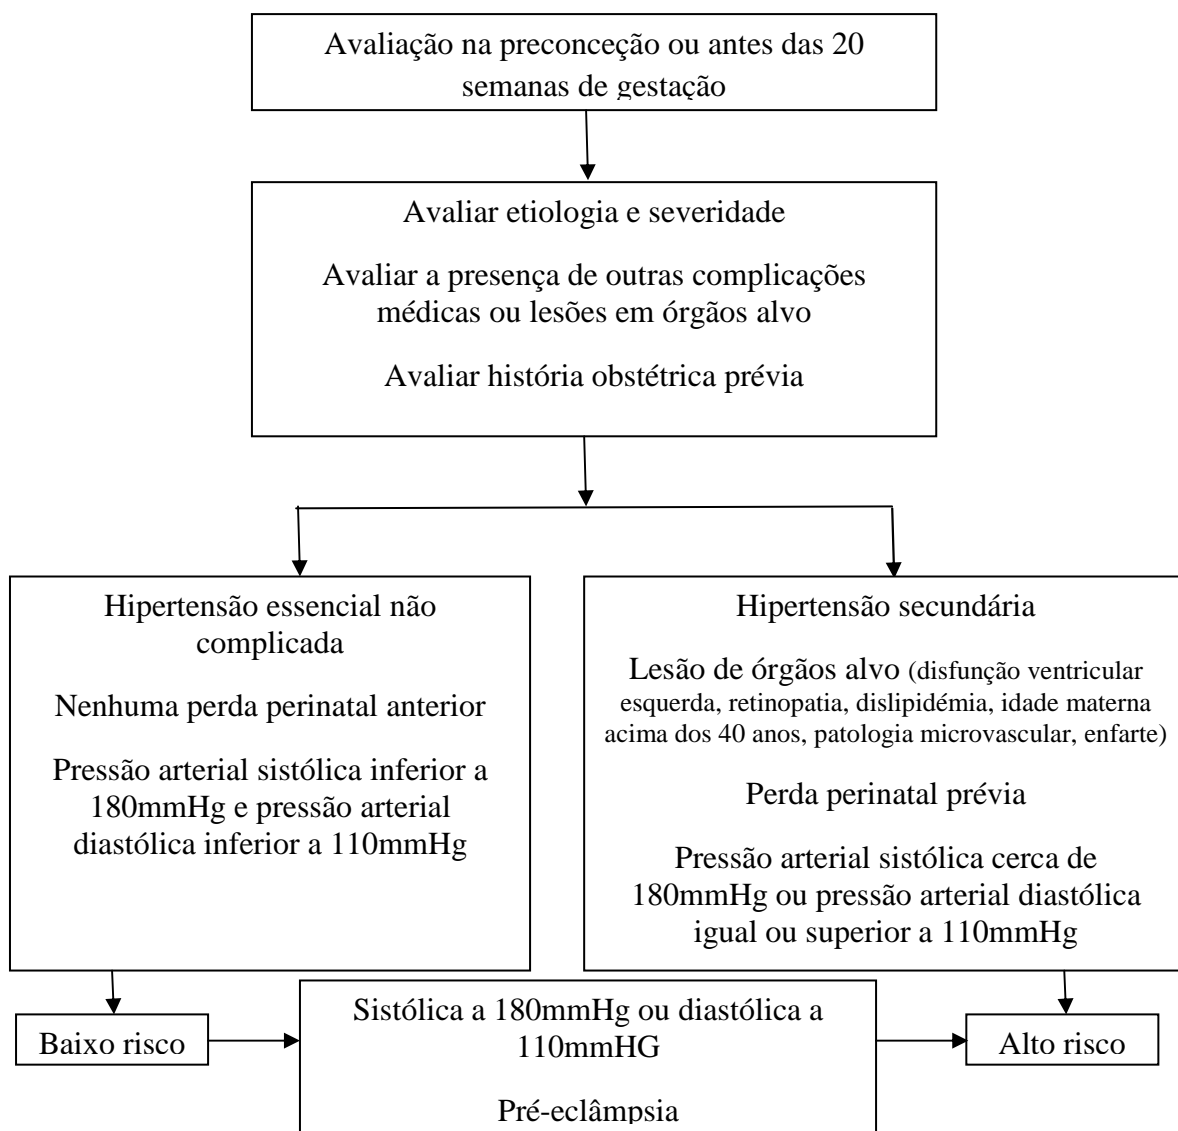 Avaliação na preconceção ou antes das 20
semanas de gestação
Avaliar etiologia e severidade
Avaliar a presença de outras complicações
médicas ou lesões em órgãos alvo
Avaliar história obstétrica prévia
Hipertensão essencial não
complicada
Nenhuma perda perinatal anterior
Pressão arterial sistólica inferior a
180mmHg e pressão arterial
diastólica inferior a 110mmHg
Hipertensão secundária
Lesão de órgãos alvo (disfunção ventricular
esquerda, retinopatia, dislipidémia, idade materna
acima dos 40 anos, patologia microvascular, enfarte)
Perda perinatal prévia
Pressão arterial sistólica cerca de
180mmHg ou pressão arterial diastólica
igual ou superior a 110mmHg
Baixo risco
Sistólica a 180mmHg ou diastólica a
110mmHG
Pré-eclâmpsia
Alto risco